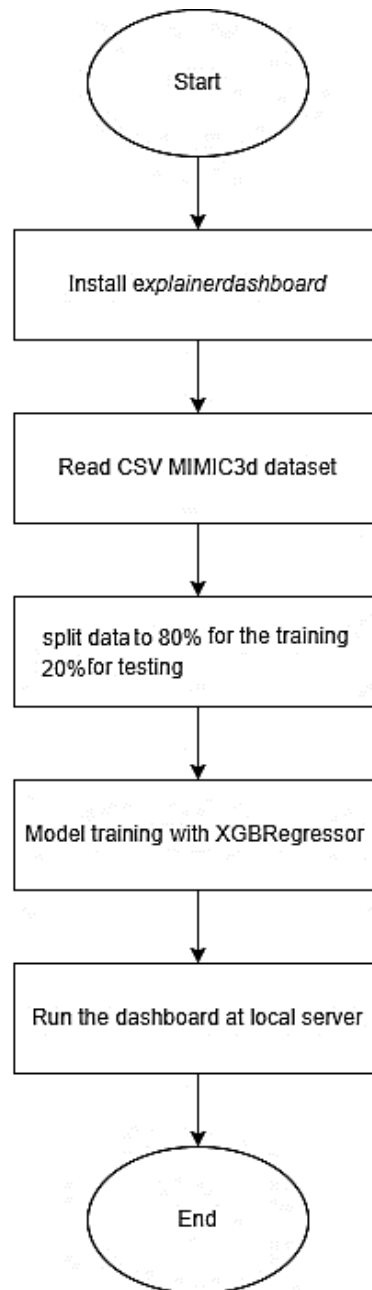 Start
Install explainerdashboard
Read CSV MIMIC3d dataset
split data to 80% for the training
20%for testing
Model training with XGBRegressor
Run the dashboard at local server
End